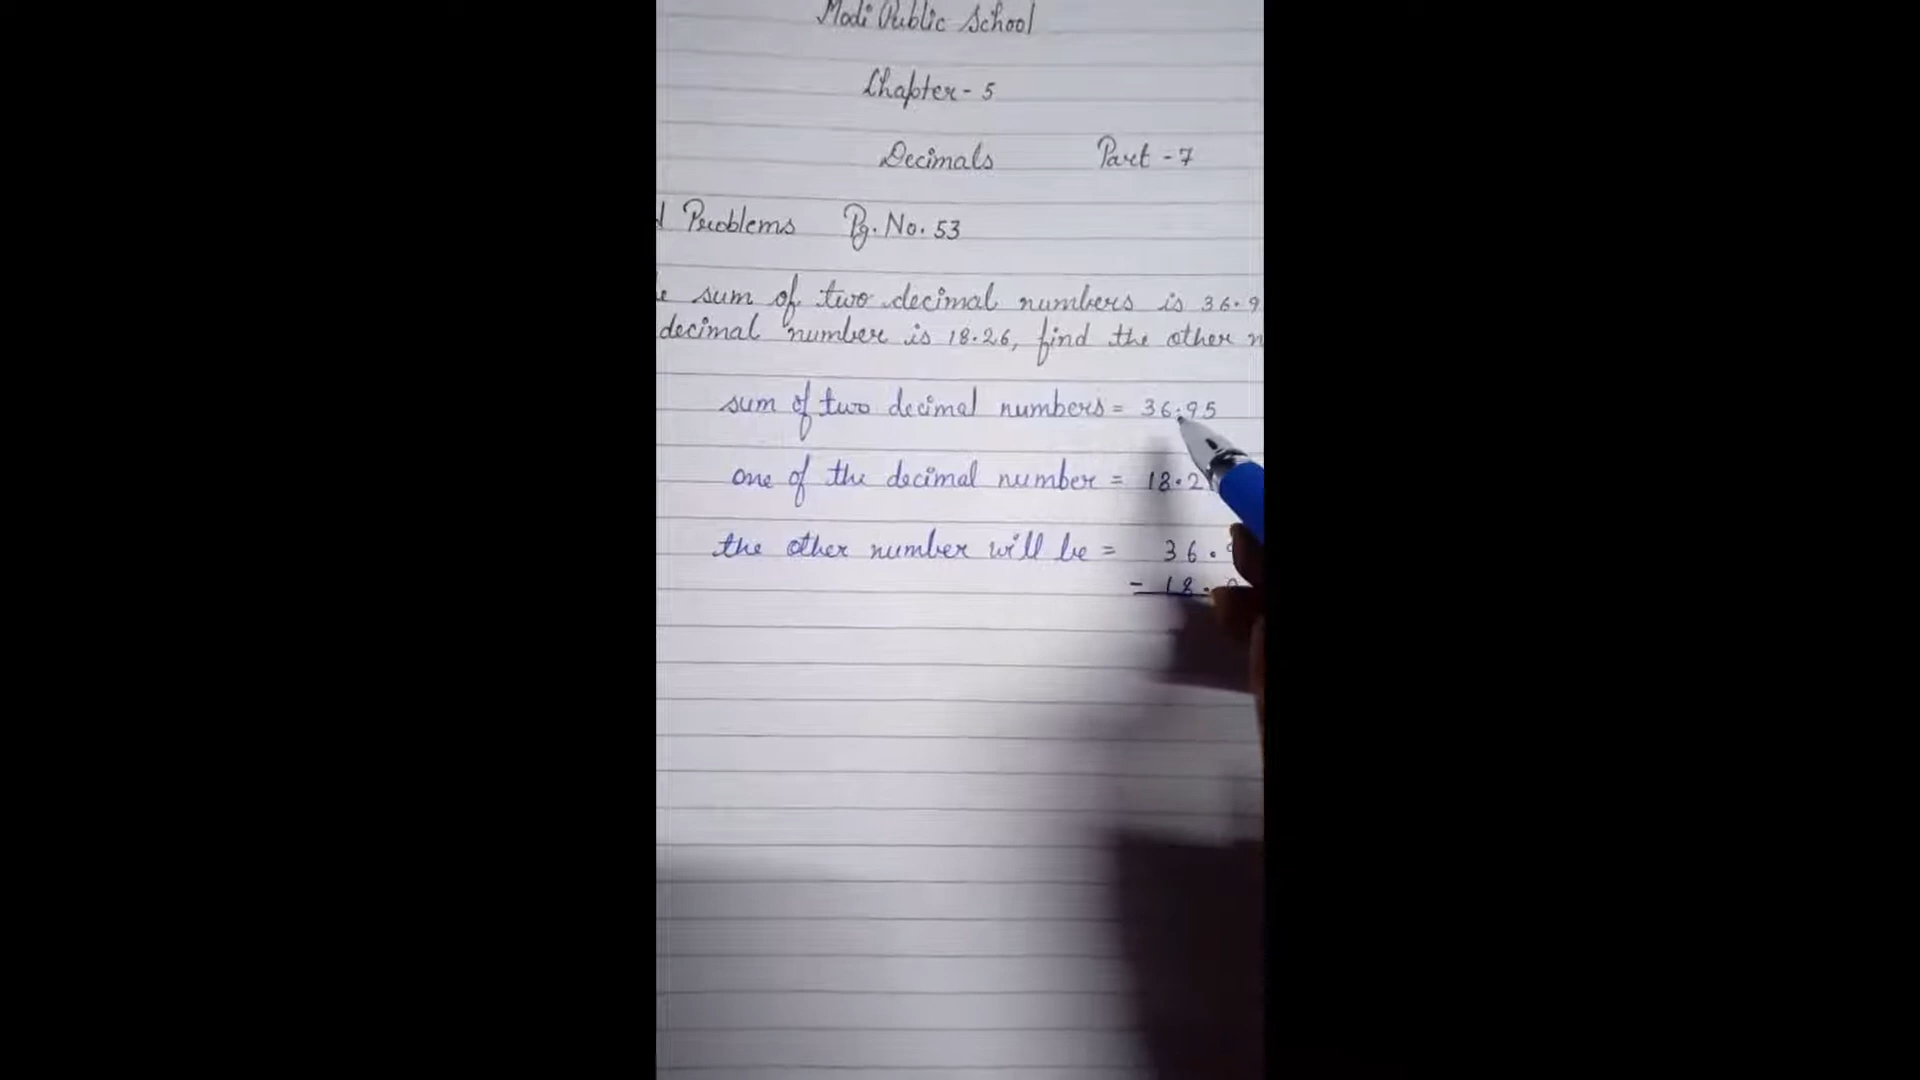 Modi Public School
Chapter - 5
Decimals Part - 7
Problems Pg. No. 53
sum of two decimal numbers is 36.9
decimal number is 18.26, find the other
sum of two decimal numbers = 36.95
one of the decimal number = 18.2
the other number will be = 36.
- 18.